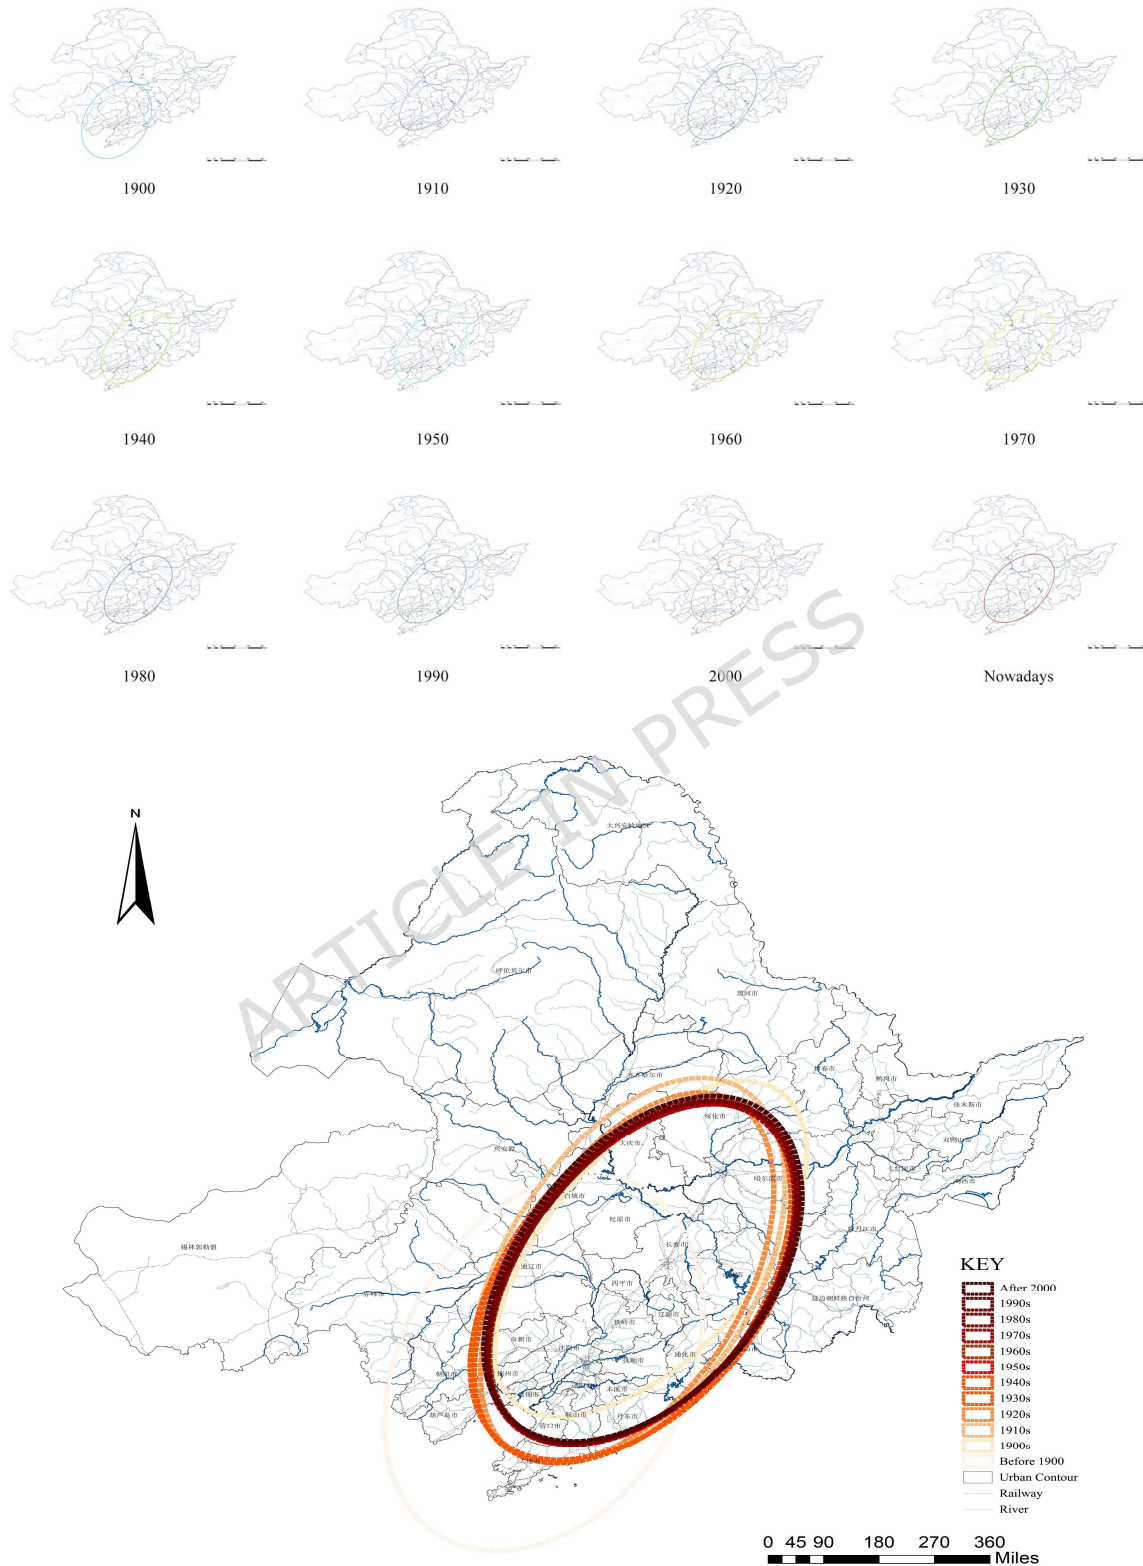 1900
1910
1920
1930
1940
1950
1960
1970
1980
1990
2000
Nowadays
ARTICLE IN PRESS
N
大兴安岭地区
呼伦贝尔市
黑河市
齐齐哈尔市
伊春市
鹤岗市
佳木斯市
绥化市
双鸭山市
大庆市
兴安盟
七台河市
哈尔滨市
鸡西市
白城市
松原市
牡丹江市
锡林郭勒盟
长春市
通辽市
四平市
赤峰市
延边朝鲜族自治州
辽源市
铁岭市
阜新市
沈阳市
通化市
抚顺市
朝阳市
锦州市
本溪市
盘锦市
葫芦岛市
鞍山市
丹东市
营口市
KEY
After 2000
1990s
1980s
1970s
1960s
1950s
1940s
1930s
1920s
1910s
1900s
Before 1900
Urban Contour
Railway
River
0 45 90 180 270 360
Miles